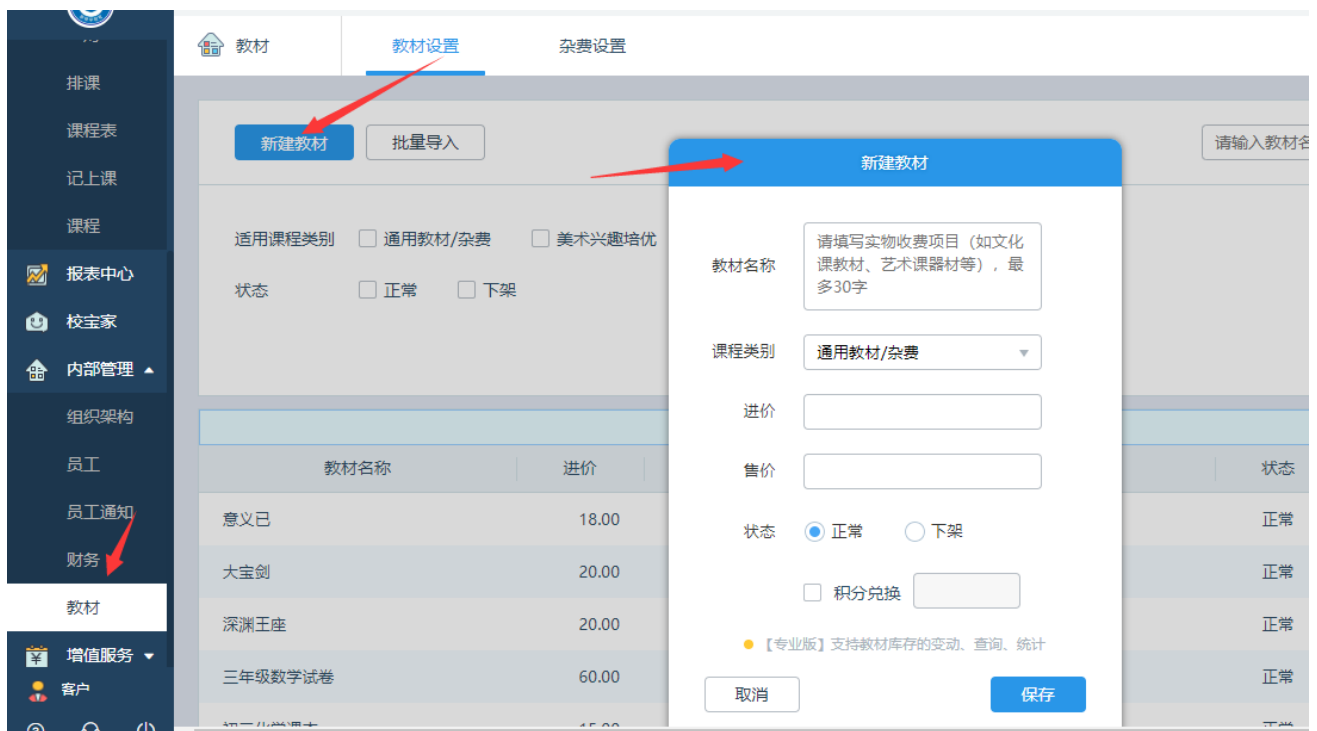 教材
教材设置
杂费设置
排课
课程表
记上课
课程
报表中心
校宝家
内部管理
组织架构
员工
员工通知
财务
教材
增值服务
客户
新建教材
批量导入
请输入教材名
适用课程类别
通用教材/杂费
美术兴趣培优
状态
正常
下架
教材名称
进价
状态
意义已
18.00
正常
大宝剑
20.00
正常
深渊王座
20.00
正常
三年级数学试卷
60.00
正常
新建教材
教材名称
请填写实物收费项目（如文化
课教材、艺术课器材等），最
多30字
课程类别
通用教材/杂费
进价
售价
状态
正常
下架
积分兑换
【专业版】支持教材库存的变动、查询、统计
取消
保存